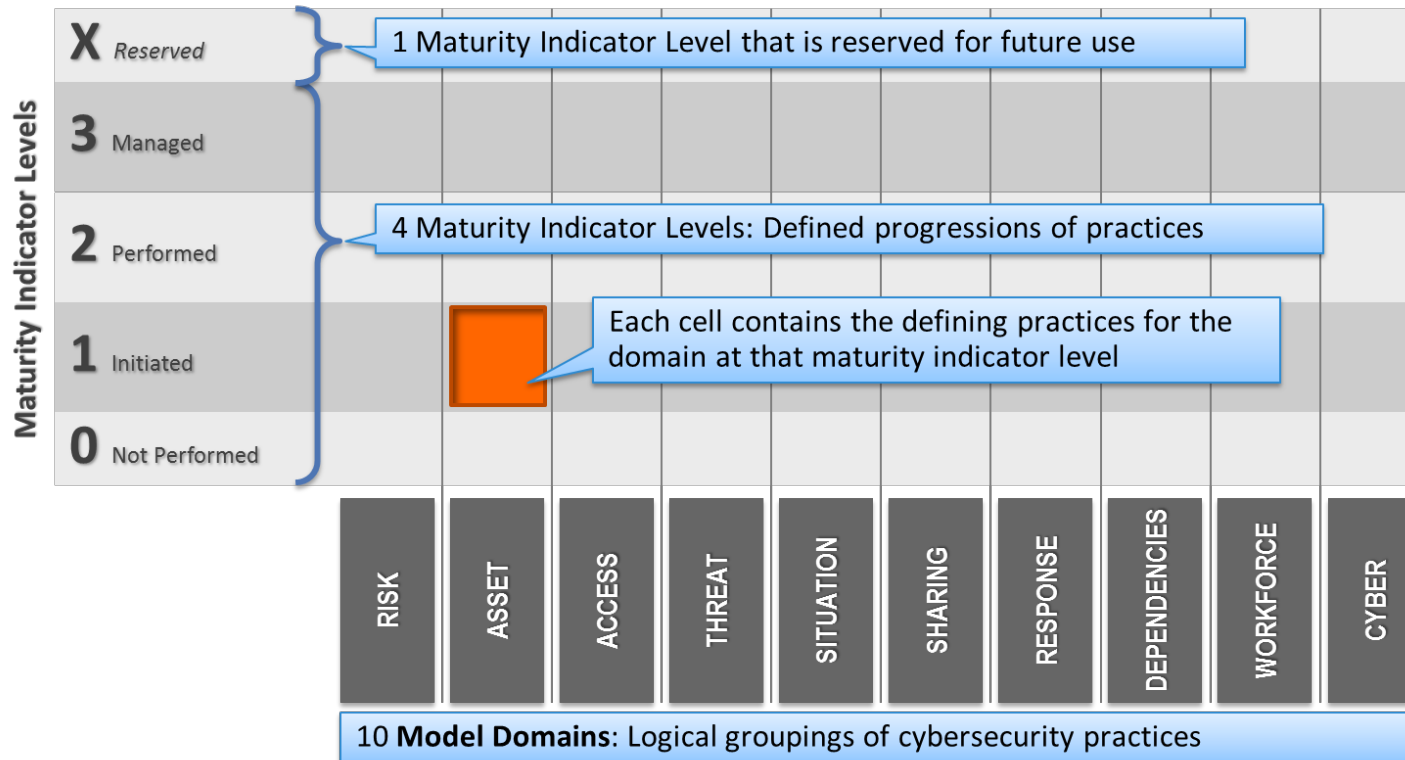 Maturity Indicator Levels
X Reserved
1 Maturity Indicator Level that is reserved for future use
3 Managed
2 Performed
4 Maturity Indicator Levels: Defined progressions of practices
1 Initiated
Each cell contains the defining practices for the
domain at that maturity indicator level
0 Not Performed
RISK
ASSET
ACCESS
THREAT
SITUATION
SHARING
RESPONSE
DEPENDENCIES
WORKFORCE
CYBER
10 Model Domains: Logical groupings of cybersecurity practices